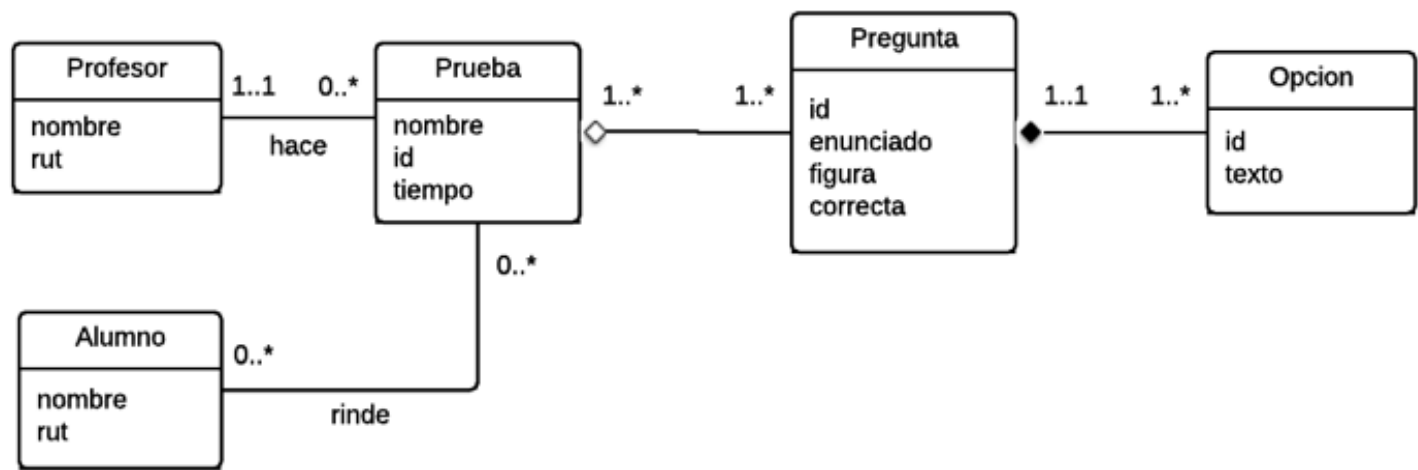 Profesor
nombre
rut
1..1
0..*
hace
Prueba
nombre
id
tiempo
1..*
1..*
Pregunta
id
enunciado
figura
correcta
1..1
1..*
Opcion
id
texto
0..*
Alumno
nombre
rut
0..*
rinde